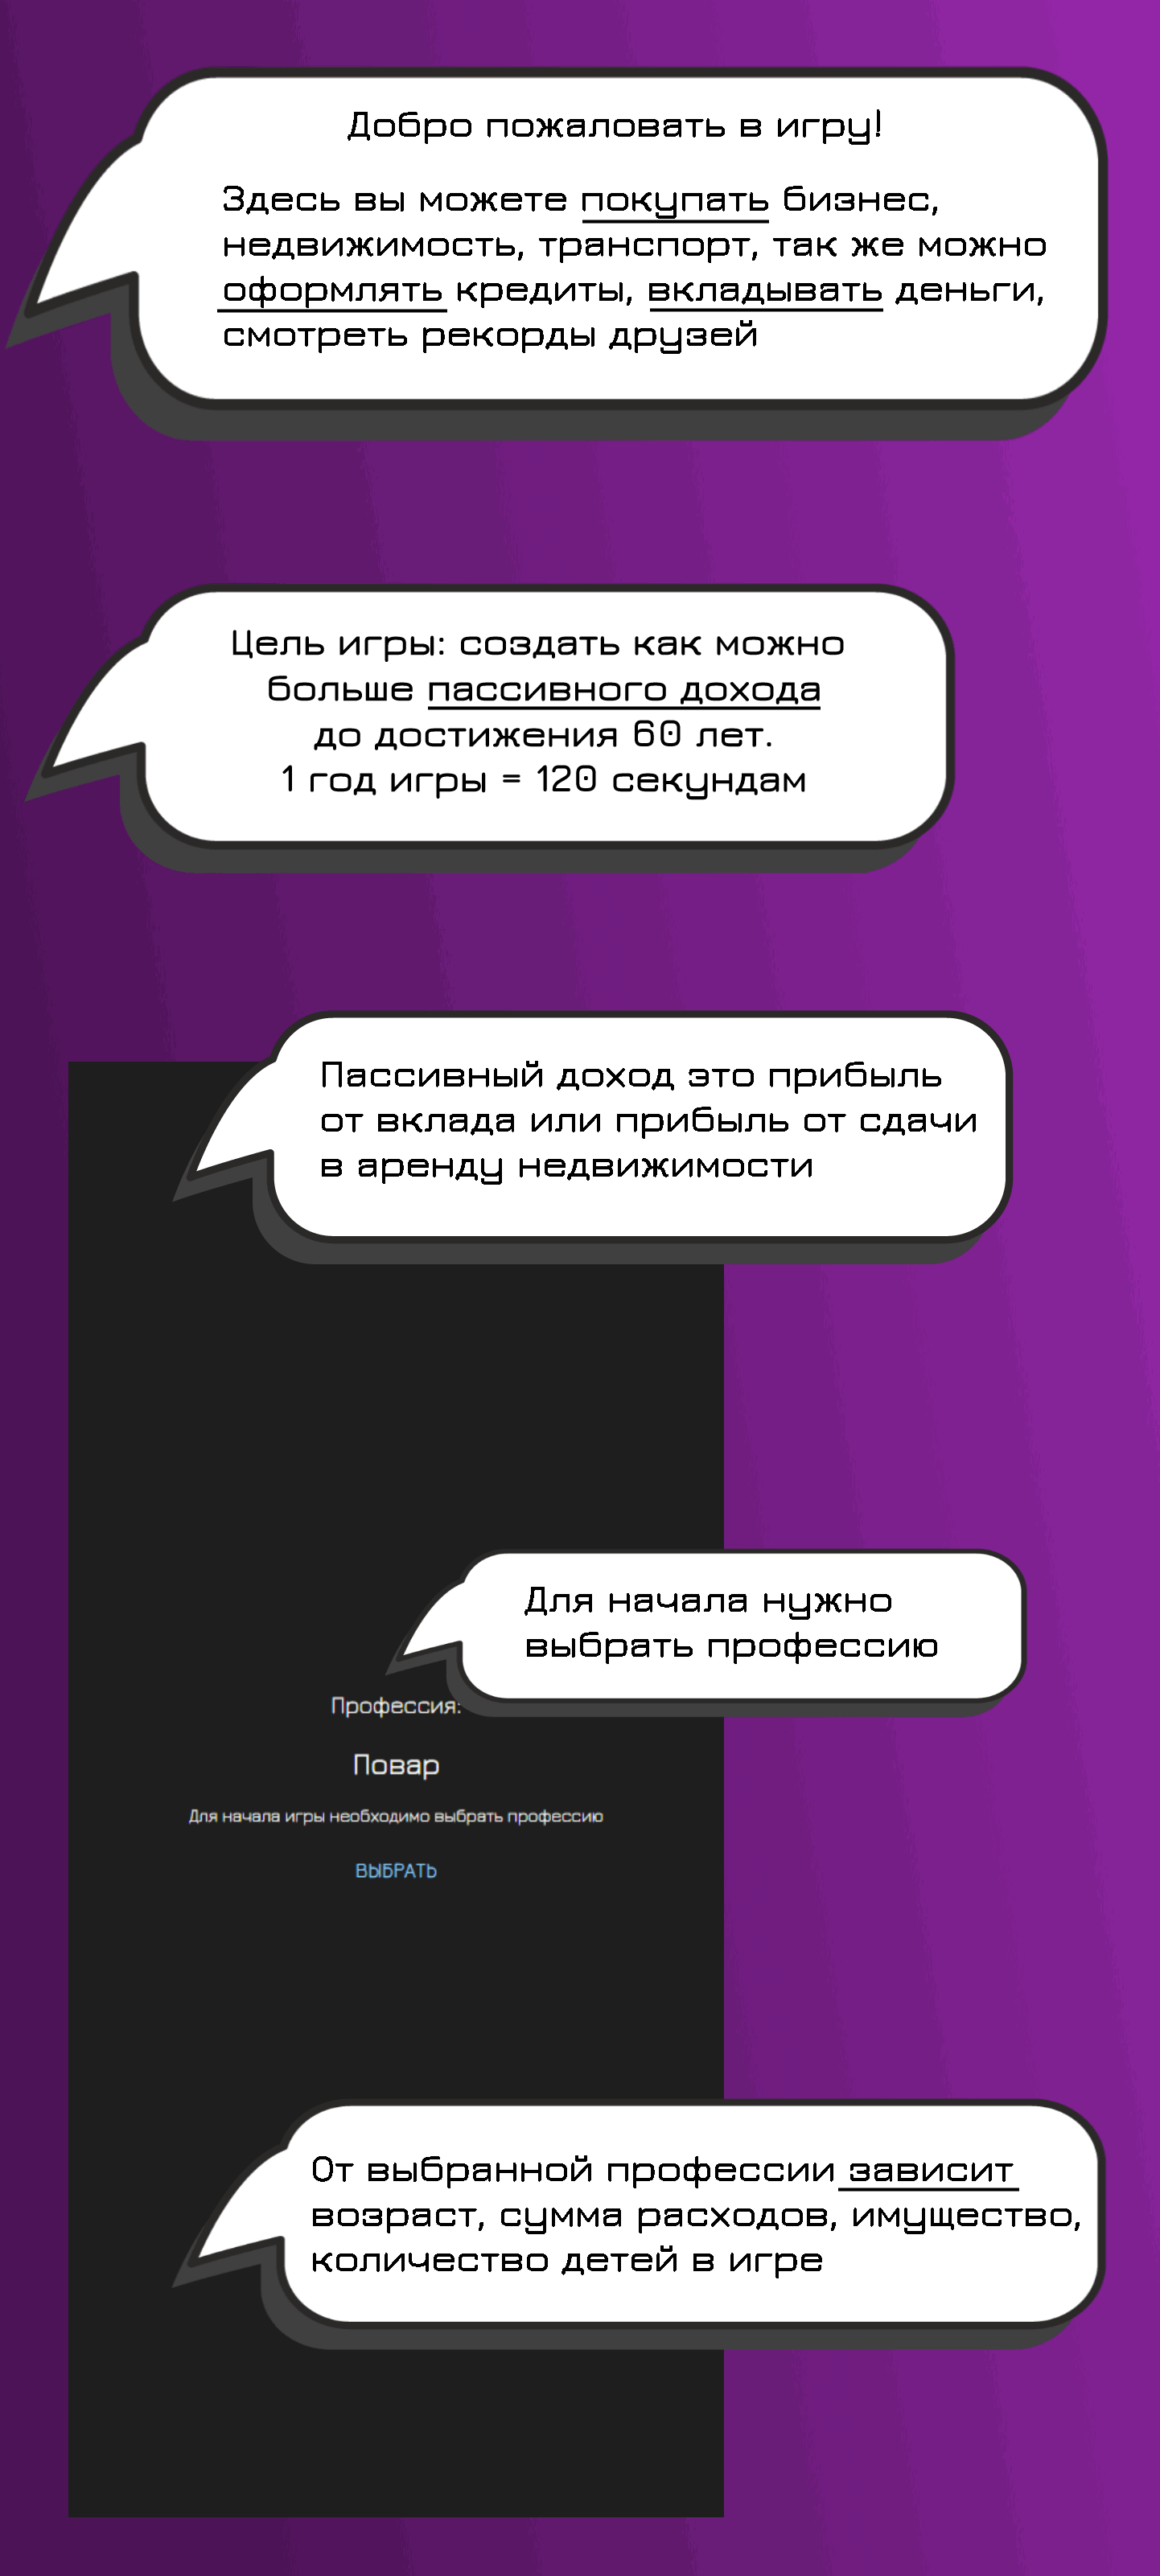 Добро пожаловать в игру!
Здесь вы можете покупать бизнес,
недвижимость, транспорт, так же можно
оформлять кредиты, вкладывать деньги,
смотреть рекорды друзей
Цель игры: создать как можно
больше пассивного дохода
до достижения 60 лет.
1 год игры = 120 секундам
Пассивный доход это прибыль
от вклада или прибыль от сдачи
в аренду недвижимости
Для начала нужно
выбрать профессию
Профессия:
Повар
Для начала игры необходимо выбрать профессию
ВЫБРАТЬ
От выбранной профессии зависит
возраст, сумма расходов, имущество,
количество детей в игре